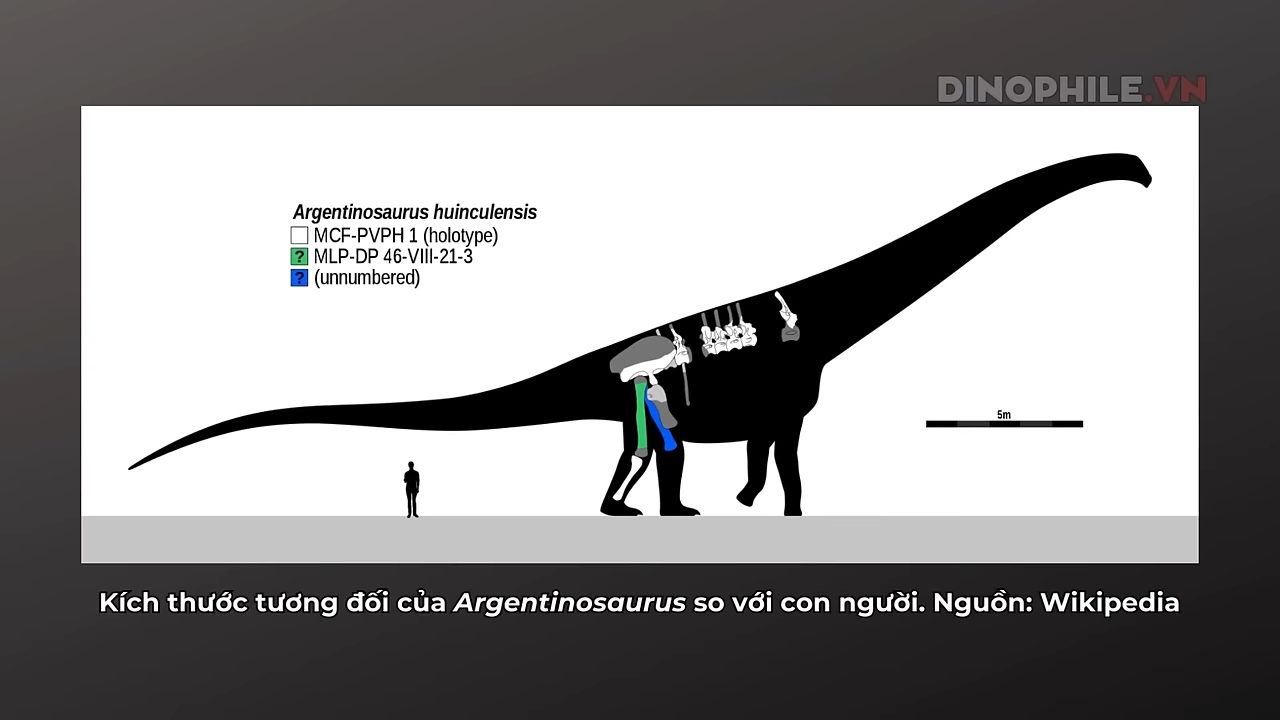 DINOPHILE.VN
Argentinosaurus huinculensis
MCF-PVPH 1 (holotype)
? MLP-DP 46-VIII-21-3
? (unnumbered)
5m
Kích thước tương đối của Argentinosaurus so với con người. Nguồn: Wikipedia